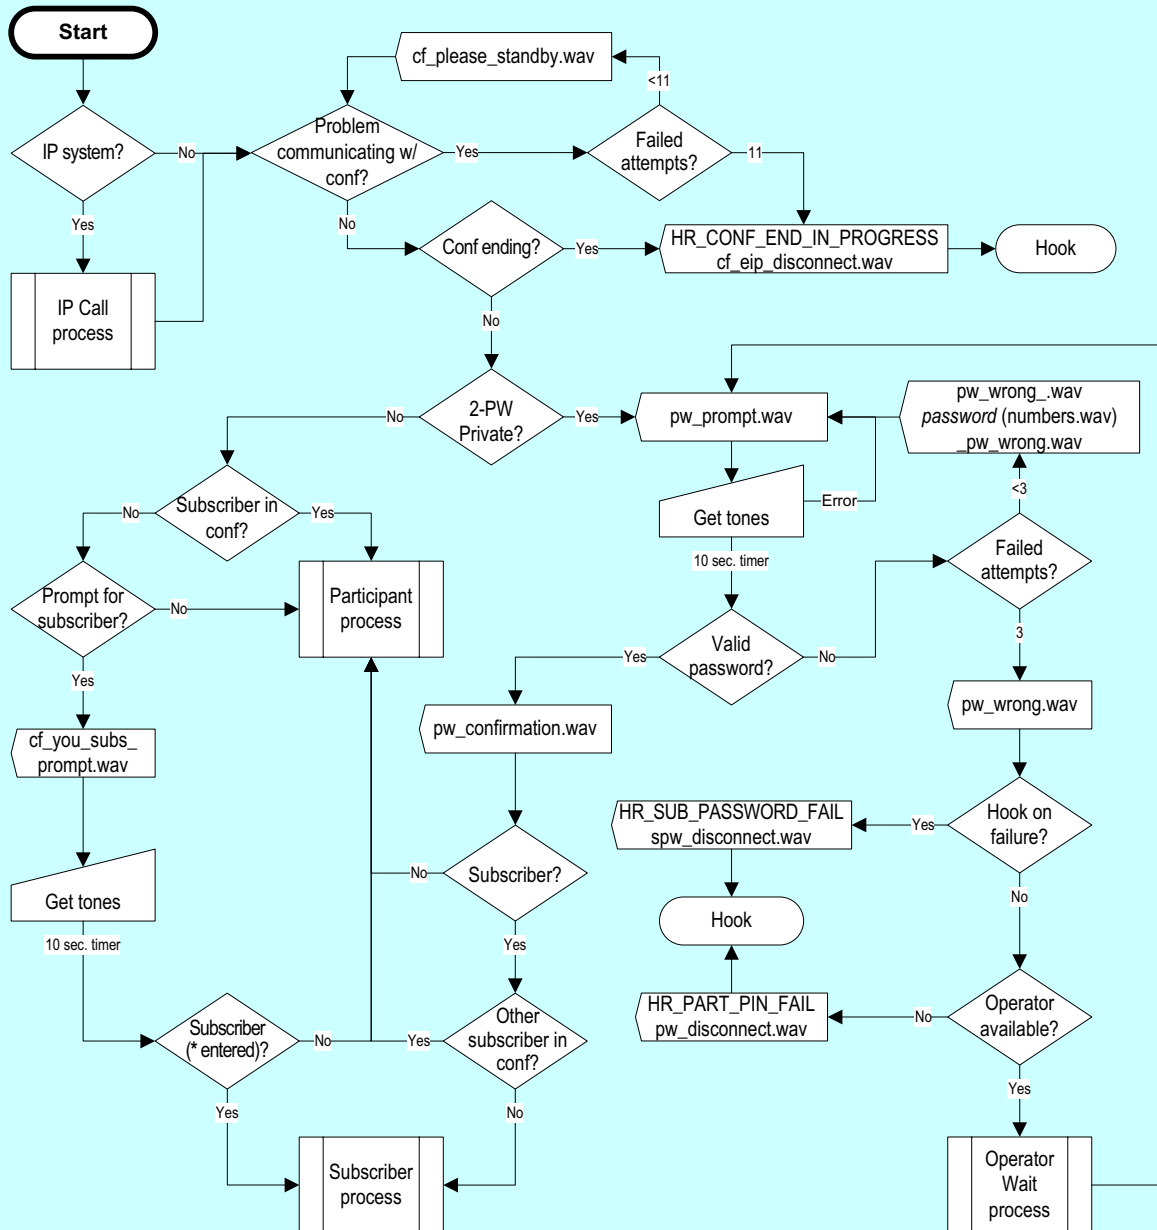 Start
cf_please_standby.wav
<11
IP system?
No
Problem
communicating w/
conf?
Yes
Failed
attempts?
11
Yes
No
Conf ending?
Yes
HR_CONF_END_IN_PROGRESS
cf_eip_disconnect.wav
Hook
IP Call
process
No
2-PW
Private?
No
Yes
pw_prompt.wav
pw_wrong_.wav
password (numbers.wav)
_pw_wrong.wav
<3
Error
Get tones
10 sec. timer
Subscriber in
conf?
No
Yes
Failed
attempts?
3
Prompt for
subscriber?
No
Participant
process
Yes
Valid
password?
Yes
No
pw_wrong.wav
pw_confirmation.wav
cf_you_subs_
prompt.wav
Hook on
failure?
Yes
HR_SUB_PASSWORD_FAIL
spw_disconnect.wav
No
Subscriber?
No
Yes
Get tones
10 sec. timer
Hook
HR_PART_PIN_FAIL
pw_disconnect.wav
No
Operator
available?
Yes
Subscriber
(* entered)?
No
Yes
Yes
Other
subscriber in
conf?
No
Subscriber
process
Operator
Wait
process